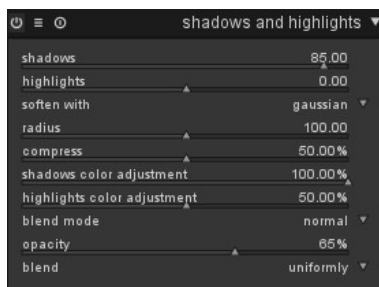 shadows and highlights
shadows 85.00
highlights 0.00
soften with gaussian
radius 100.00
compress 50.00%
shadows color adjustment 100.00%
highlights color adjustment 50.00%
blend mode normal
opacity 65%
blend uniformly